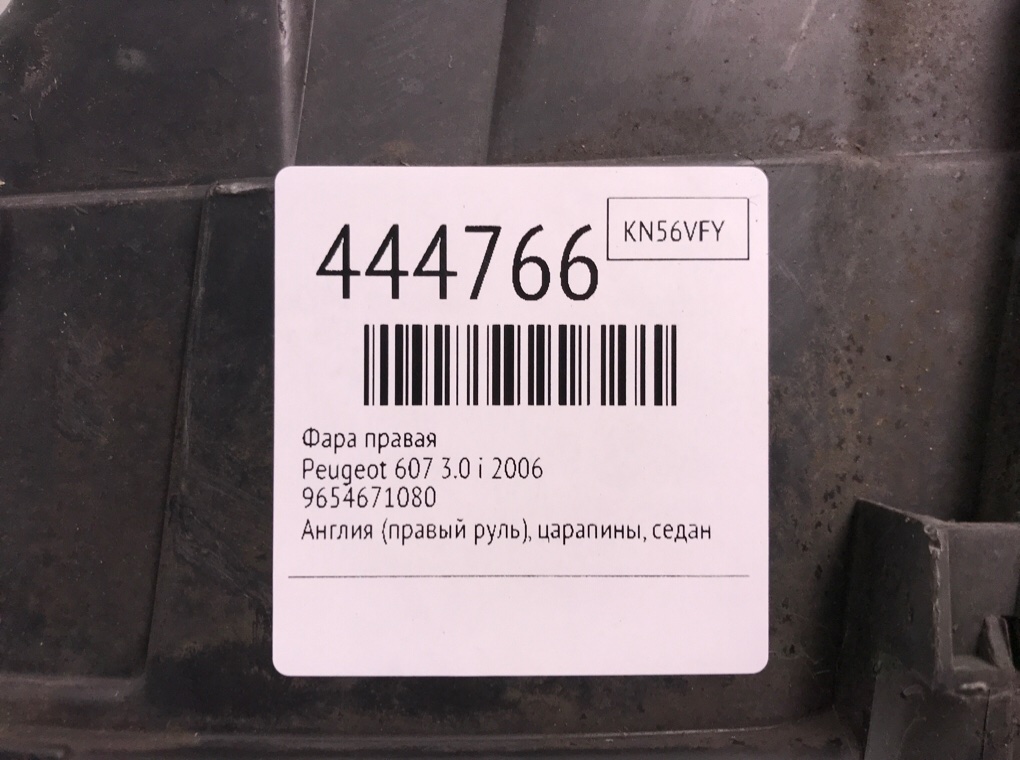 444766
KN56VFY
Фара правая
Peugeot 607 3.0 i 2006
9654671080
Англия (правый руль), царапины, седан